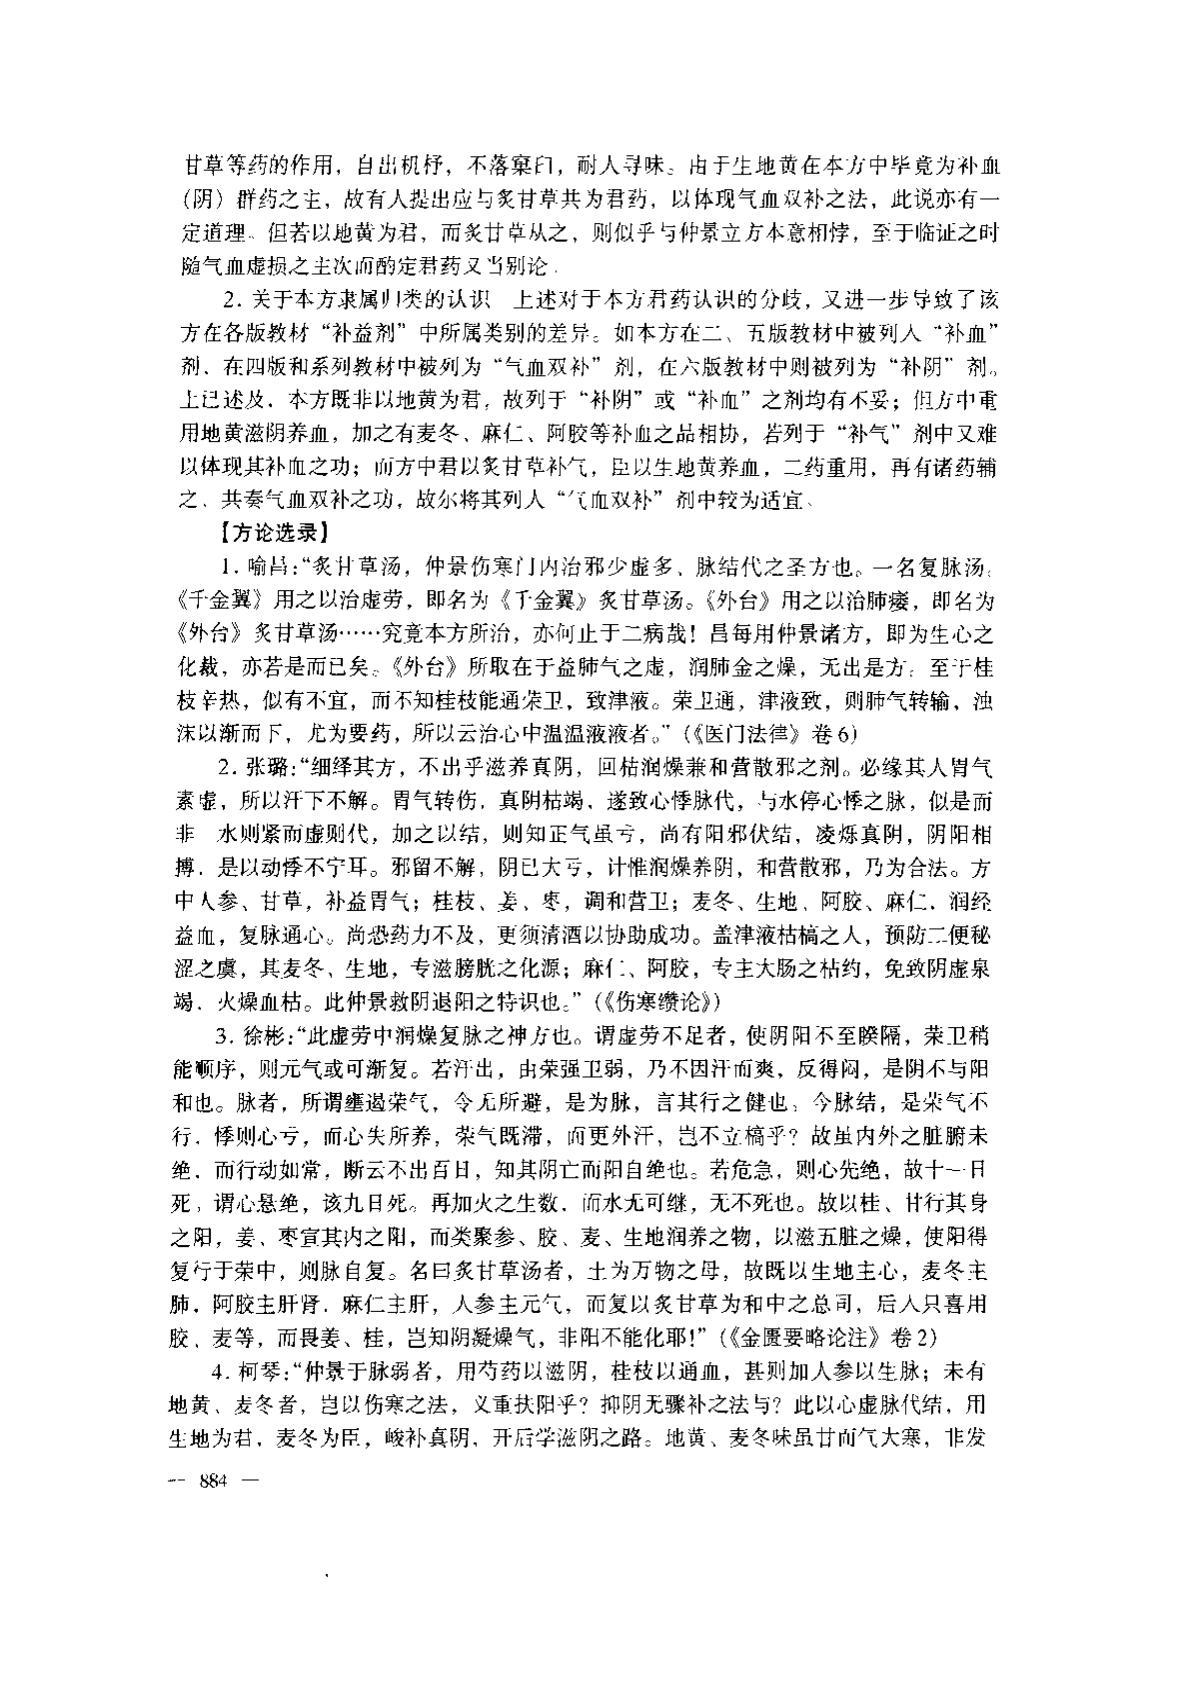 甘草等药的作用，自出机杼，不落窠臼，耐人寻味。由于生地黄在本方中毕竟为补血
（阴）群药之主，故有人提出应与炙甘草共为君药，以体现气血双补之法，此说亦有一
定道理。但若以地黄为君，而炙甘草从之，则似乎与仲景立方本意相悖，至于临证之时
随气血虚损之主次而酌定君药又当别论．
2. 关于本方隶属归类的认识　上述对于本方君药认识的分歧，又进一步导致了该
方在各版教材“补益剂”中所属类别的差异。如本方在二、五版教材中被列入“补血”
剂，在四版和系列教材中被列为“气血双补”剂，在六版教材中则被列为“补阴”剂。
上已述及，本方既非以地黄为君，故列于“补阴”或“补血”之剂均有不妥；但方中重
用地黄滋阴养血，加之有麦冬、麻仁、阿胶等补血之品相协，若列于“补气”剂中又难
以体现其补血之功；而方中君以炙甘草补气，臣以生地黄养血，二药重用，再有诸药辅
之，共奏气血双补之功，故尔将其列入“气血双补”剂中较为适宜、
【方论选录】
1. 喻昌：“炙甘草汤，仲景伤寒门内治邪少虚多、脉结代之圣方也。一名复脉汤，
《千金翼》用之以治虚劳，即名为《千金翼》炙甘草汤。《外台》用之以治肺痿，即名为
《外台》炙甘草汤……究竟本方所治，亦何止于二病哉！昌每用仲景诸方，即为生心之
化裁，亦若是而已矣。《外台》所取在于益肺气之虚，润肺金之燥，无出是方。至于桂
枝辛热，似有不宜，而不知桂枝能通荣卫，致津液。荣卫通，津液致，则肺气转输，浊
沫以渐而下，尤为要药，所以云治心中温温液液者。”（《医门法律》卷 6）
2. 张璐：“细绎其方，不出乎滋养真阴，回枯润燥兼和营散邪之剂。必缘其人胃气
素虚，所以汗下不解。胃气转伤，真阴枯竭，遂致心悸脉代，与水停心悸之脉，似是而
非　水则紧而虚则代，加之以结，则知正气虽亏，尚有阳邪伏结，凌烁真阴，阴阳相
搏，是以动悸不宁耳。邪留不解，阴已大亏，计惟润燥养阴，和营散邪，乃为合法。方
中人参、甘草，补益胃气；桂枝、姜、枣，调和营卫；麦冬、生地、阿胶、麻仁，润经
益血，复脉通心。尚恐药力不及，更须清酒以协助成功。盖津液枯槁之人，预防二便秘
涩之虞，其麦冬、生地，专滋膀胱之化源；麻仁、阿胶，专主大肠之枯约，免致阴虚泉
竭，火燥血枯。此仲景救阴退阳之特识也。”（《伤寒缵论》）
3. 徐彬：“此虚劳中润燥复脉之神方也。谓虚劳不足者，使阴阳不至睽隔，荣卫稍
能顺序，则元气或可渐复。若汗出，由荣强卫弱，乃不因汗而爽，反得闷，是阴不与阳
和也。脉者，所谓壅遏荣气，令无所避，是为脉，言其行之健也，今脉结，是荣气不
行，悸则心亏，而心失所养，荣气既滞，而更外汗，岂不立槁乎？故虽内外之脏腑未
绝，而行动如常，断云不出百日，知其阴亡而阳自绝也。若危急，则心先绝，故十一日
死，谓心悬绝，该九日死。再加火之生数，而水无可继，无不死也。故以桂、甘行其身
之阳，姜、枣宣其内之阳，而类聚参、胶、麦、生地润养之物，以滋五脏之燥，使阳得
复行于荣中，则脉自复。名曰炙甘草汤者，土为万物之母，故既以生地主心，麦冬主
肺，阿胶主肝肾，麻仁主肝，人参主元气，而复以炙甘草为和中之总司，后人只喜用
胶、麦等，而畏姜、桂，岂知阴凝燥气，非阳不能化耶！”（《金匮要略论注》卷 2）
4. 柯琴：“仲景于脉弱者，用芍药以滋阴，桂枝以通血，甚则加人参以生脉；未有
地黄、麦冬者，岂以伤寒之法，义重扶阳乎？抑阴无骤补之法与？此以心虚脉代结，用
生地为君，麦冬为臣，峻补真阴，开后学滋阴之路。地黄、麦冬味虽甘而气大寒，非发
— 884 —